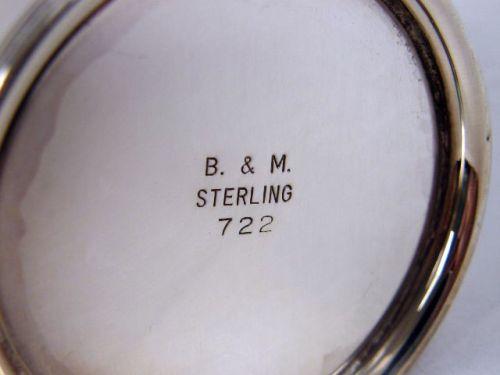 B. & M.
STERLING
722